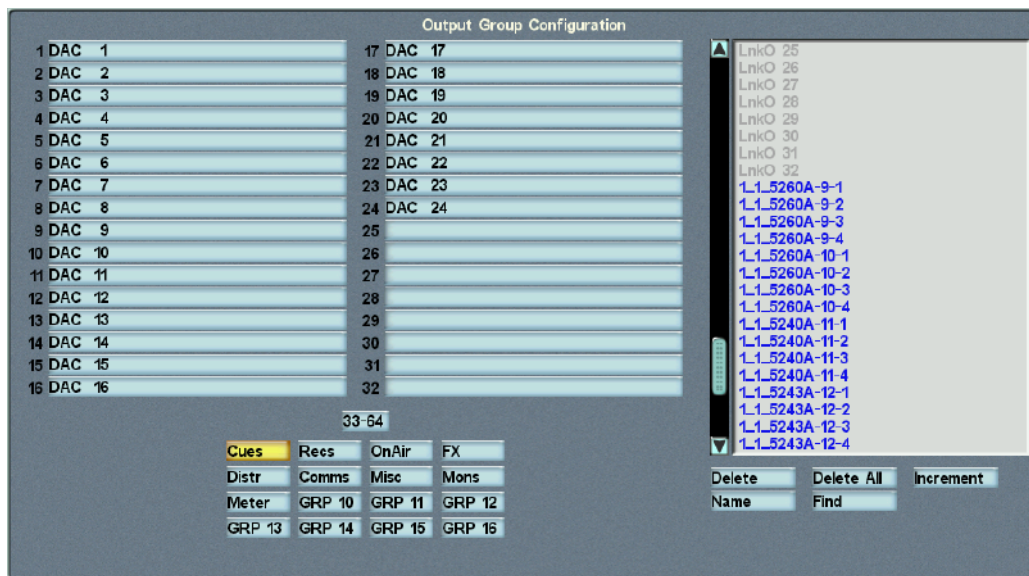 Output Group Configuration
1 DAC 1
2 DAC 2
3 DAC 3
4 DAC 4
5 DAC 5
6 DAC 6
7 DAC 7
8 DAC 8
9 DAC 9
10 DAC 10
11 DAC 11
12 DAC 12
13 DAC 13
14 DAC 14
15 DAC 15
16 DAC 16
17 DAC 17
18 DAC 18
19 DAC 19
20 DAC 20
21 DAC 21
22 DAC 22
23 DAC 23
24 DAC 24
25
26
27
28
29
30
31
32
33-64
Cues Recs OnAir FX
Distr Comms Misc Mons
Meter GRP 10 GRP 11 GRP 12
GRP 13 GRP 14 GRP 15 GRP 16
LnkO 25
LnkO 26
LnkO 27
LnkO 28
LnkO 29
LnkO 30
LnkO 31
LnkO 32
1_1_5260A-9-1
1_1_5260A-9-2
1_1_5260A-9-3
1_1_5260A-9-4
1_1_5260A-10-1
1_1_5260A-10-2
1_1_5260A-10-3
1_1_5260A-10-4
1_1_5240A-11-1
1_1_5240A-11-2
1_1_5240A-11-3
1_1_5240A-11-4
1_1_5243A-12-1
1_1_5243A-12-2
1_1_5243A-12-3
1_1_5243A-12-4
Delete Delete All Increment
Name Find